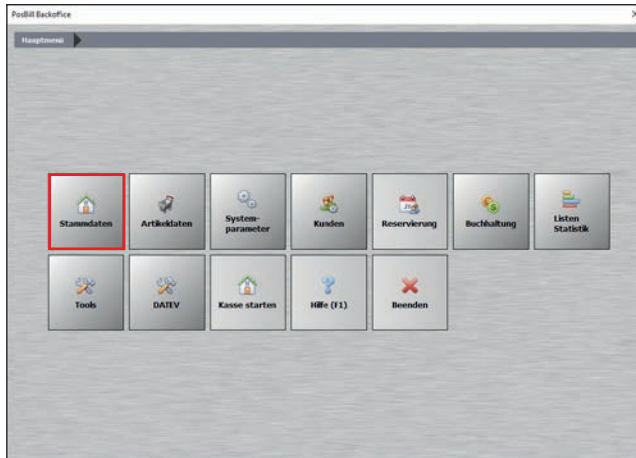 PosBill Backoffice
Hauptmenü
Stammdaten
Artikeldaten
System-
parameter
Kunden
Reservierung
Buchhaltung
Listen
Statistik
Tools
DATEV
Kasse starten
Hilfe (F1)
Beenden